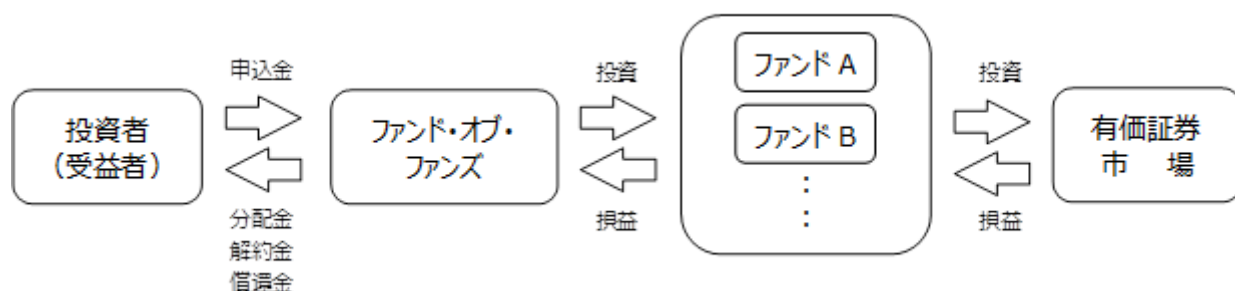 投資者
（受益者）
申込金
分配金
解約金
償還金
ファンド・オブ・
ファンズ
投資
損益
ファンド A
ファンド B
：
：
投資
損益
有価証券
市　場